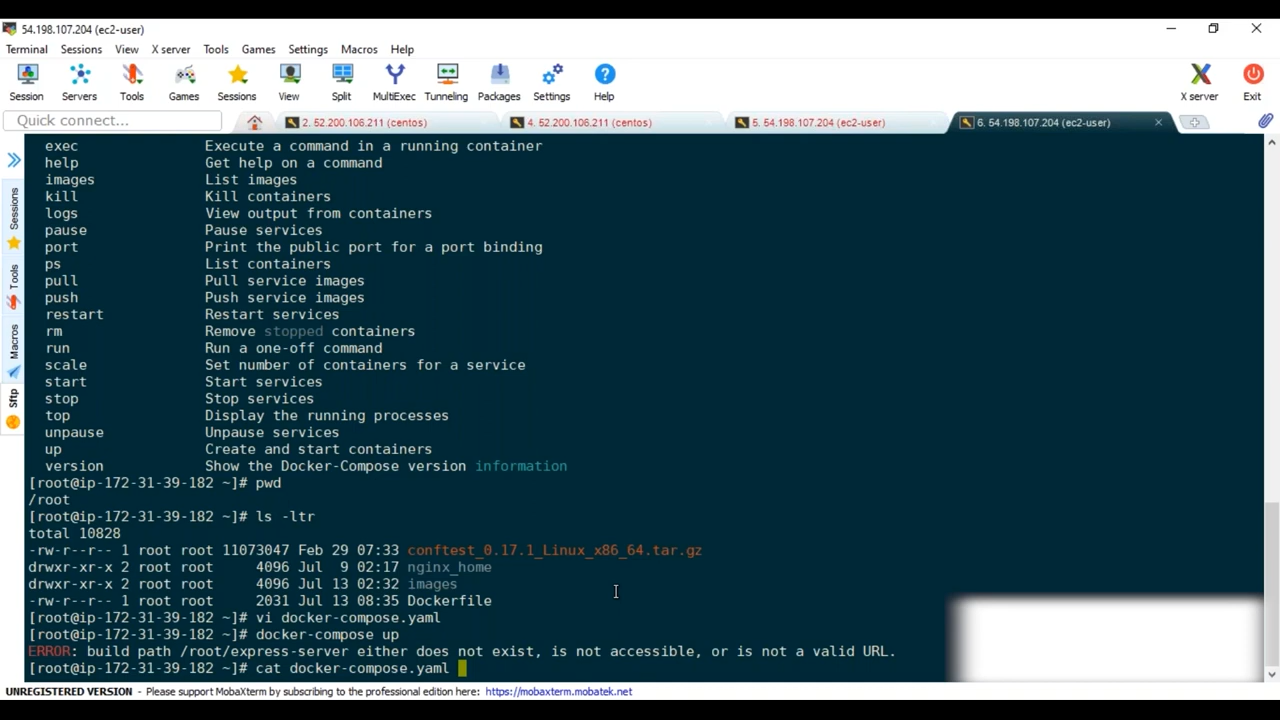 54.198.107.204 (ec2-user)
Terminal Sessions View X server Tools Games Settings Macros Help
Session Servers Tools Games Sessions View Split MultiExec Tunneling Packages Settings Help X server Exit
Quick connect... 2. 52.200.106.211 (centos) 4. 52.200.106.211 (centos) 5. 54.198.107.204 (ec2-user) 6. 54.198.107.204 (ec2-user)
Sessions
Tools
Macros
Sftp
exec Execute a command in a running container
help Get help on a command
images List images
kill Kill containers
logs View output from containers
pause Pause services
port Print the public port for a port binding
ps List containers
pull Pull service images
push Push service images
restart Restart services
rm Remove stopped containers
run Run a one-off command
scale Set number of containers for a service
start Start services
stop Stop services
top Display the running processes
unpause Unpause services
up Create and start containers
version Show the Docker-Compose version information
[root@ip-172-31-39-182 ~]# pwd
/root
[root@ip-172-31-39-182 ~]# ls -ltr
total 10828
-rw-r--r-- 1 root root 11073047 Feb 29 07:33 conftest_0.17.1_Linux_x86_64.tar.gz
drwxr-xr-x 2 root root 4096 Jul 9 02:17 nginx_home
drwxr-xr-x 2 root root 4096 Jul 13 02:32 images
-rw-r--r-- 1 root root 2031 Jul 13 08:35 Dockerfile
[root@ip-172-31-39-182 ~]# vi docker-compose.yaml
[root@ip-172-31-39-182 ~]# docker-compose up
ERROR: build path /root/express-server either does not exist, is not accessible, or is not a valid URL.
[root@ip-172-31-39-182 ~]# cat docker-compose.yaml
UNREGISTERED VERSION - Please support MobaXterm by subscribing to the professional edition here: https://mobaxterm.mobatek.net